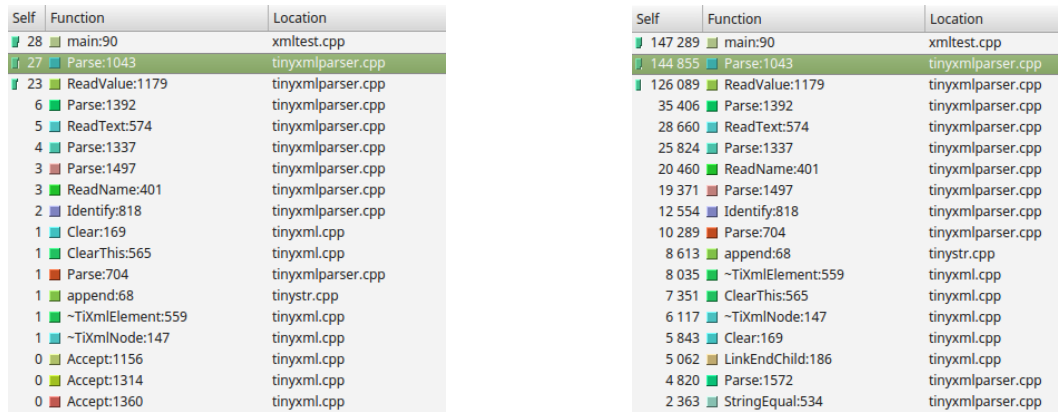 Self Function Location
28 main:90 xmltest.cpp
27 Parse:1043 tinyxmlparser.cpp
23 ReadValue:1179 tinyxmlparser.cpp
6 Parse:1392 tinyxmlparser.cpp
5 ReadText:574 tinyxmlparser.cpp
4 Parse:1337 tinyxmlparser.cpp
3 Parse:1497 tinyxmlparser.cpp
3 ReadName:401 tinyxmlparser.cpp
2 Identify:818 tinyxmlparser.cpp
1 Clear:169 tinyxml.cpp
1 ClearThis:565 tinyxml.cpp
1 Parse:704 tinyxmlparser.cpp
1 append:68 tinystr.cpp
1 ~TiXmlElement:559 tinyxml.cpp
1 ~TiXmlNode:147 tinyxml.cpp
0 Accept:1156 tinyxml.cpp
0 Accept:1314 tinyxml.cpp
0 Accept:1360 tinyxml.cpp
Self Function Location
147 289 main:90 xmltest.cpp
144 855 Parse:1043 tinyxmlparser.cpp
126 089 ReadValue:1179 tinyxmlparser.cpp
35 406 Parse:1392 tinyxmlparser.cpp
28 660 ReadText:574 tinyxmlparser.cpp
25 824 Parse:1337 tinyxmlparser.cpp
20 460 ReadName:401 tinyxmlparser.cpp
19 371 Parse:1497 tinyxmlparser.cpp
12 554 Identify:818 tinyxmlparser.cpp
10 289 Parse:704 tinyxmlparser.cpp
8 613 append:68 tinystr.cpp
8 035 ~TiXmlElement:559 tinyxml.cpp
7 351 ClearThis:565 tinyxml.cpp
6 117 ~TiXmlNode:147 tinyxml.cpp
5 843 Clear:169 tinyxml.cpp
5 062 LinkEndChild:186 tinyxml.cpp
4 820 Parse:1572 tinyxmlparser.cpp
2 363 StringEqual:534 tinyxmlparser.cpp